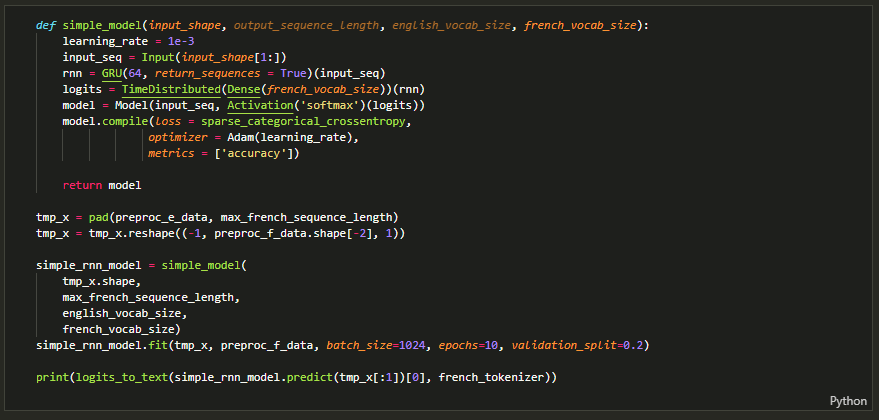 def simple_model(input_shape, output_sequence_length, english_vocab_size, french_vocab_size):
    learning_rate = 1e-3
    input_seq = Input(input_shape[1:])
    rnn = GRU(64, return_sequences = True)(input_seq)
    logits = TimeDistributed(Dense(french_vocab_size))(rnn)
    model = Model(input_seq, Activation('softmax')(logits))
    model.compile(loss = sparse_categorical_crossentropy,
                 optimizer = Adam(learning_rate),
                 metrics = ['accuracy'])
    return model
tmp_x = pad(preproc_e_data, max_french_sequence_length)
tmp_x = tmp_x.reshape((-1, preproc_f_data.shape[-2], 1))
simple_rnn_model = simple_model(
    tmp_x.shape,
    max_french_sequence_length,
    english_vocab_size,
    french_vocab_size)
simple_rnn_model.fit(tmp_x, preproc_f_data, batch_size=1024, epochs=10, validation_split=0.2)
print(logits_to_text(simple_rnn_model.predict(tmp_x[:1])[0], french_tokenizer))
Python